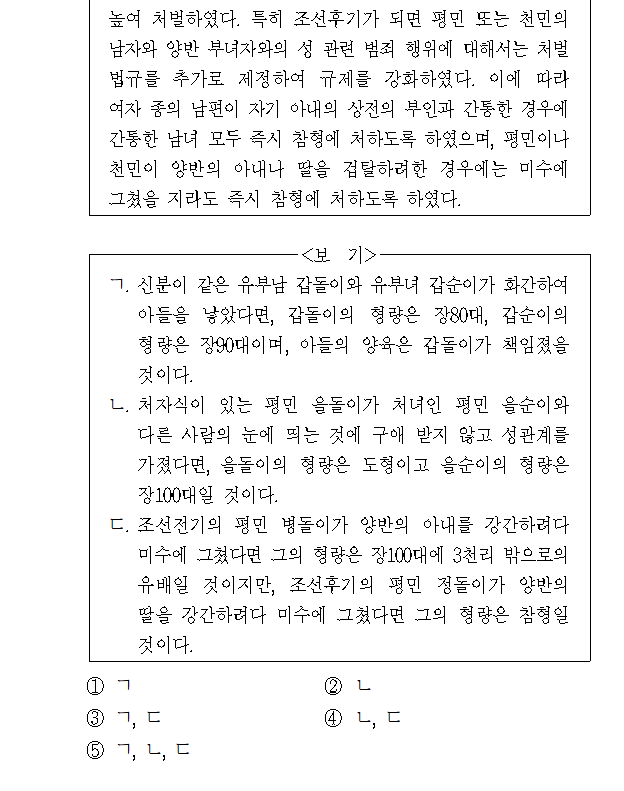 높여 처벌하였다. 특히 조선후기가 되면 평민 또는 천민의
남자와 양반 부녀자와의 성 관련 범죄 행위에 대해서는 처벌
법규를 추가로 제정하여 규제를 강화하였다. 이에 따라
여자 종의 남편이 자기 아내의 상전의 부인과 간통한 경우에
간통한 남녀 모두 즉시 참형에 처하도록 하였으며, 평민이나
천민이 양반의 아내나 딸을 겁탈하려한 경우에는 미수에
그쳤을 지라도 즉시 참형에 처하도록 하였다.
<보 기>
ㄱ. 신분이 같은 유부남 갑돌이와 유부녀 갑순이가 화간하여
아들을 낳았다면, 갑돌이의 형량은 장80대, 갑순이의
형량은 장90대이며, 아들의 양육은 갑돌이가 책임졌을
것이다.
ㄴ. 처자식이 있는 평민 을돌이가 처녀인 평민 을순이와
다른 사람의 눈에 띄는 것에 구애 받지 않고 성관계를
가졌다면, 을돌이의 형량은 도형이고 을순이의 형량은
장100대일 것이다.
ㄷ. 조선전기의 평민 병돌이가 양반의 아내를 강간하려다
미수에 그쳤다면 그의 형량은 장100대에 3천리 밖으로의
유배일 것이지만, 조선후기의 평민 정돌이가 양반의
딸을 강간하려다 미수에 그쳤다면 그의 형량은 참형일
것이다.
① ㄱ ② ㄴ
③ ㄱ, ㄷ ④ ㄴ, ㄷ
⑤ ㄱ, ㄴ, ㄷ